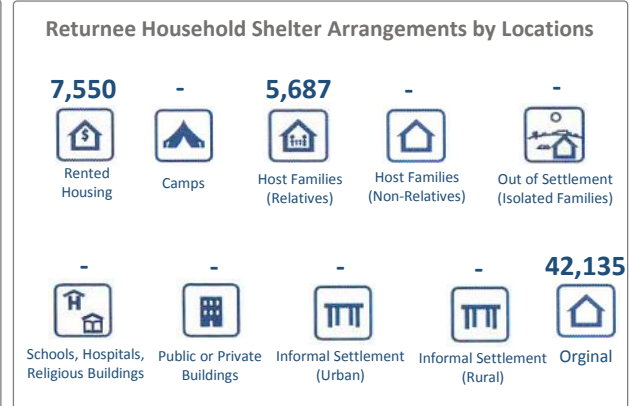 Returnee Household Shelter Arrangements by Locations
7,550
-
5,687
-
-
$
Rented
Housing
Camps
Host Families
(Relatives)
Host Families
(Non-Relatives)
Out of Settlement
(Isolated Families)
-
-
-
-
42,135
H
Schools, Hospitals,
Religious Buildings
Public or Private
Buildings
Informal Settlement
(Urban)
Informal Settlement
(Rural)
Orginal